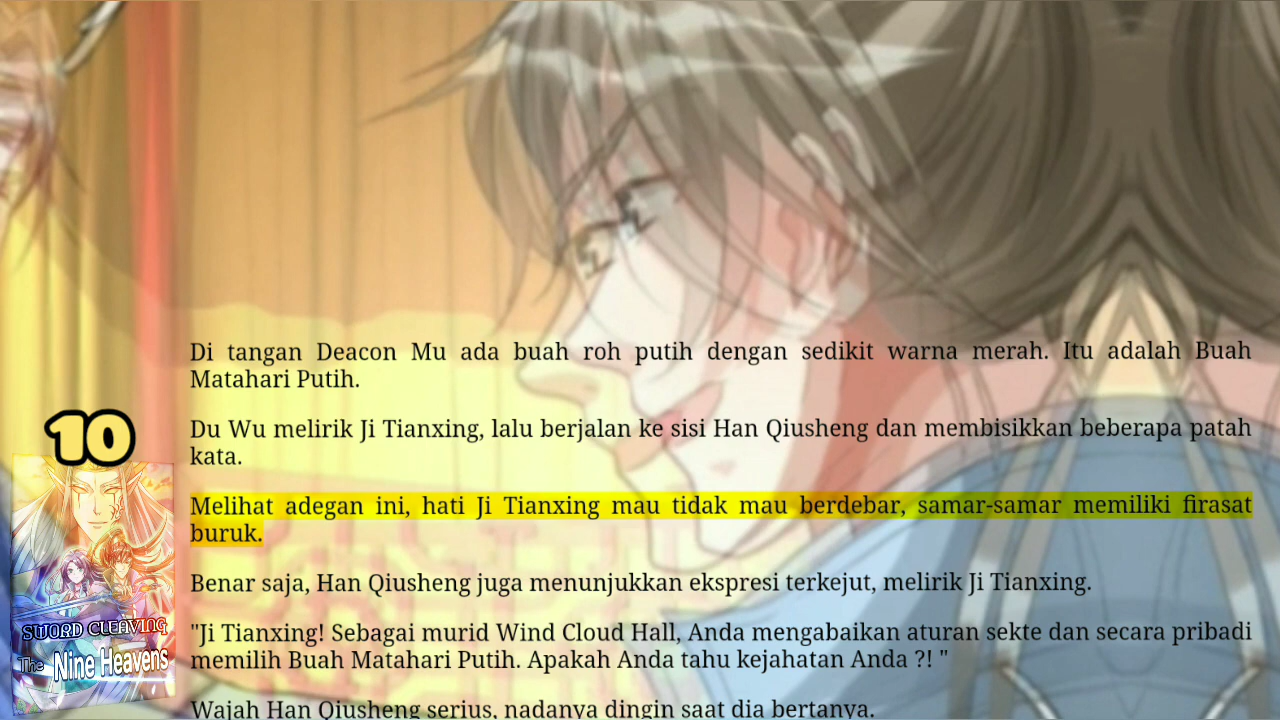 Di tangan Deacon Mu ada buah roh putih dengan sedikit warna merah. Itu adalah Buah
Matahari Putih.
Du Wu melirik Ji Tianxing, lalu berjalan ke sisi Han Qiusheng dan membisikkan beberapa patah
kata.
Melihat adegan ini, hati Ji Tianxing mau tidak mau berdebar, samar-samar memiliki firasat
buruk.
Benar saja, Han Qiusheng juga menunjukkan ekspresi terkejut, melirik Ji Tianxing.
"Ji Tianxing! Sebagai murid Wind Cloud Hall, Anda mengabaikan aturan sekte dan secara pribadi
memilih Buah Matahari Putih. Apakah Anda tahu kejahatan Anda ?! "
Wajah Han Qiusheng serius, nadanya dingin saat dia bertanya.
10
SWORD CLEAVING
The Nine Heavens